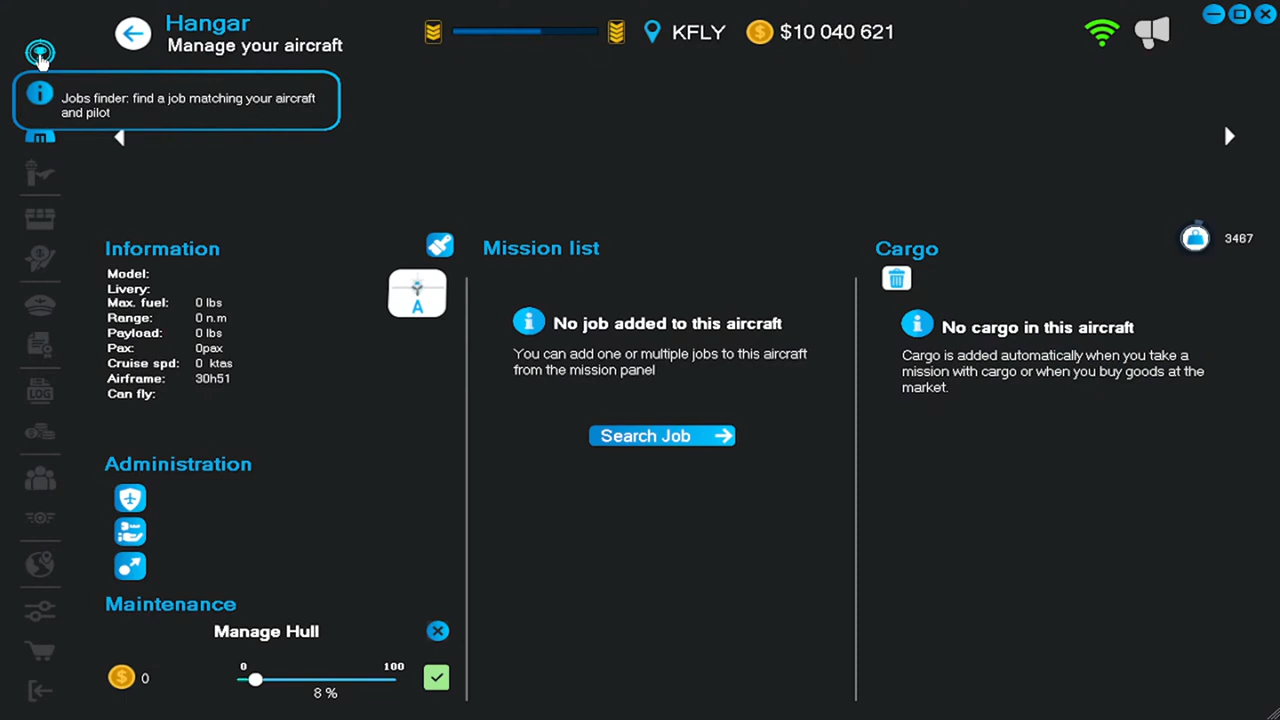 Hangar
Manage your aircraft
KFLY
$10 040 621
Jobs finder: find a job matching your aircraft
and pilot
Information
Model:
Livery:
Max. fuel: 0 lbs
Range: 0 n.m
Payload: 0 lbs
Pax: 0pax
Cruise spd: 0 ktas
Airframe: 30h51
Can fly:
A
Administration
Maintenance
Manage Hull
0
0 100
8 %
Mission list
No job added to this aircraft
You can add one or multiple jobs to this aircraft
from the mission panel
Search Job
Cargo
3467
No cargo in this aircraft
Cargo is added automatically when you take a
mission with cargo or when you buy goods at the
market.
LOG